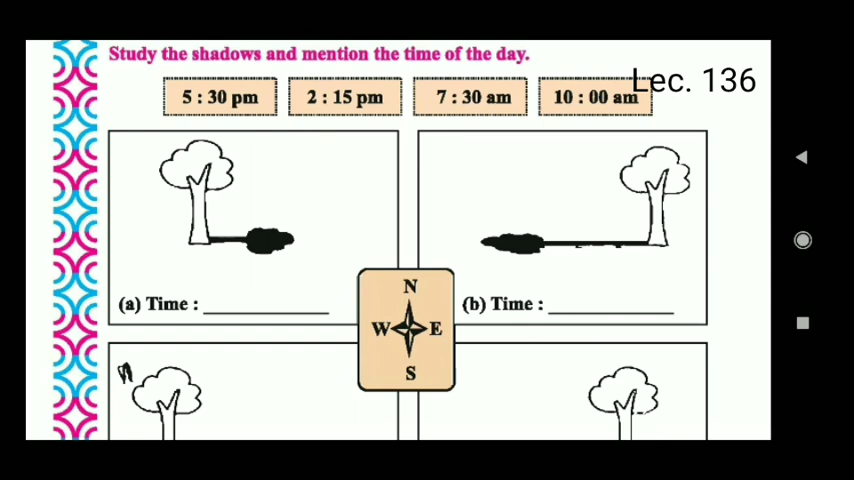 Study the shadows and mention the time of the day.
Lec. 136
5 : 30 pm
2 : 15 pm
7 : 30 am
10 : 00 am
(a) Time :
(b) Time :
N
W E
S